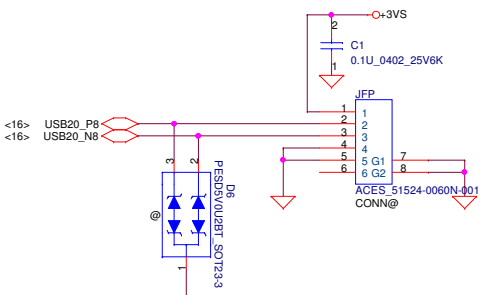 +3VS
2
C1
0.1U_0402_25V6K
1
JFP
<16> USB20_P8
<16> USB20_N8
1 1
2 2
3 3
4 4
5 5 G1 7
6 6 G2 8
ACES_51524-0060N-001
CONN@
3 2
D6
PESD5V0U2BT_SOT23-3
@
1